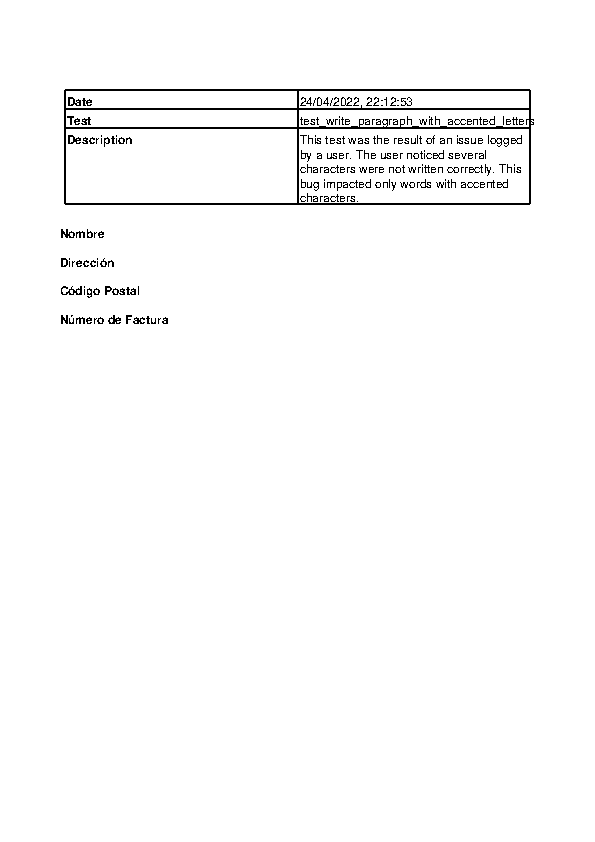 Date 24/04/2022, 22:12:53
Test test_write_paragraph_with_accented_letters
Description This test was the result of an issue logged
by a user. The user noticed several
characters were not written correctly. This
bug impacted only words with accented
characters.
Nombre
Dirección
Código Postal
Número de Factura